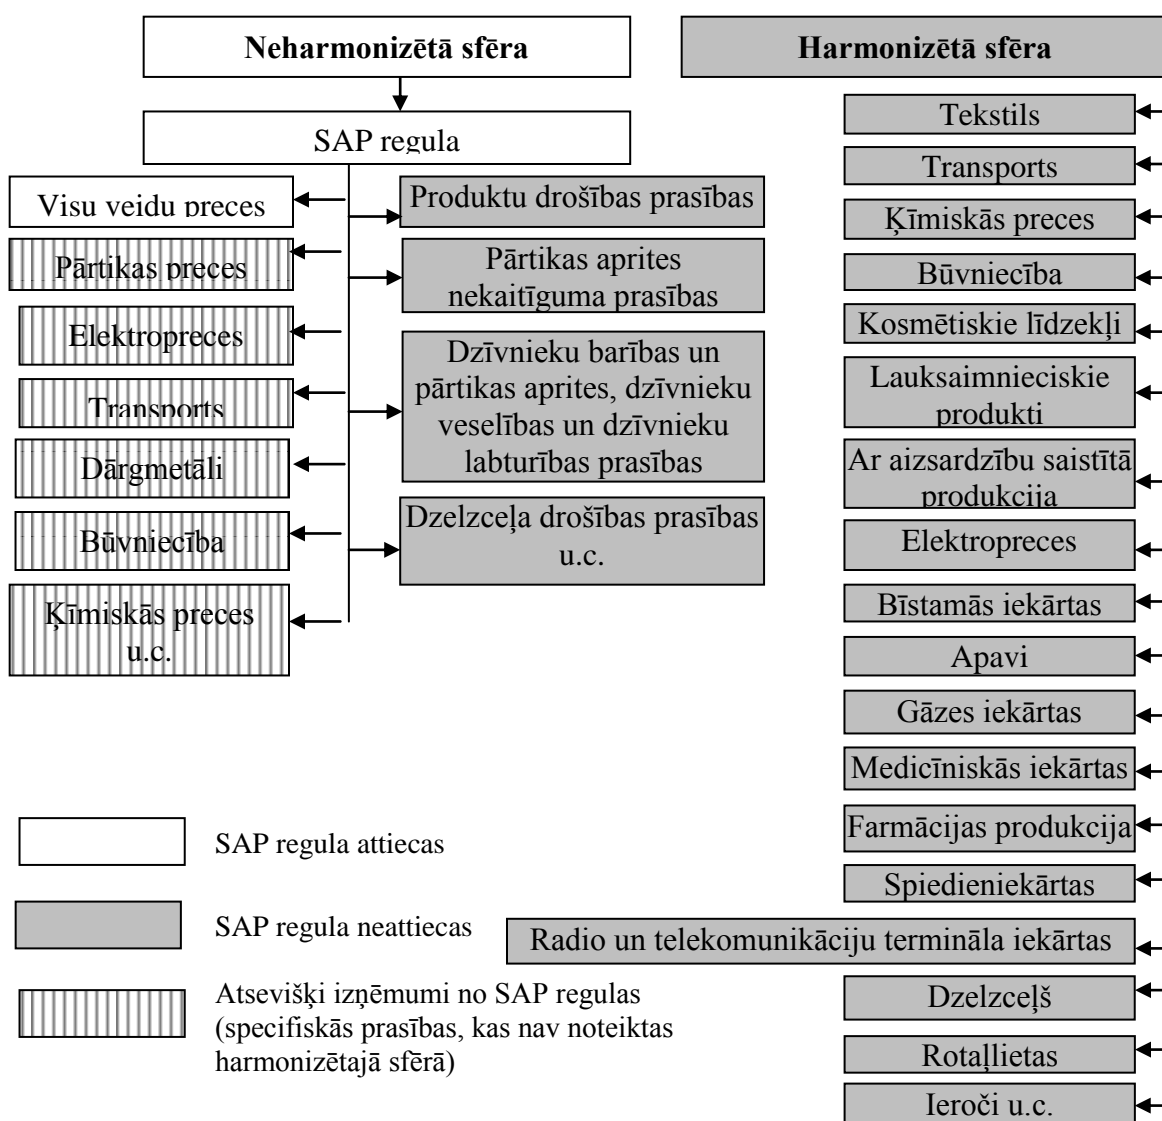 Neharmonizētā sfēra
Harmonizētā sfēra
SAP regula
Visu veidu preces
Pārtikas preces
Elektropreces
Transports
Dārgmetāli
Būvniecība
Ķīmiskās preces
u.c.
Produktu drošības prasības
Pārtikas aprites
nekaitīguma prasības
Dzīvnieku barības un
pārtikas aprites, dzīvnieku
veselības un dzīvnieku
labturības prasības
Dzelzceļa drošības prasības
u.c.
Tekstils
Transports
Ķīmiskās preces
Būvniecība
Kosmētiskie līdzekļi
Lauksaimnieciskie
produkti
Ar aizsardzību saistītā
produkcija
Elektropreces
Bīstamās iekārtas
Apavi
Gāzes iekārtas
Medicīniskās iekārtas
Farmācijas produkcija
Spiedieniekārtas
Radio un telekomunikāciju termināla iekārtas
Dzelzceļš
Rotaļlietas
Ieroči u.c.
SAP regula attiecas
SAP regula neattiecas
Atsevišķi izņēmumi no SAP regulas
(specifiskās prasības, kas nav noteiktas
harmonizētajā sfērā)